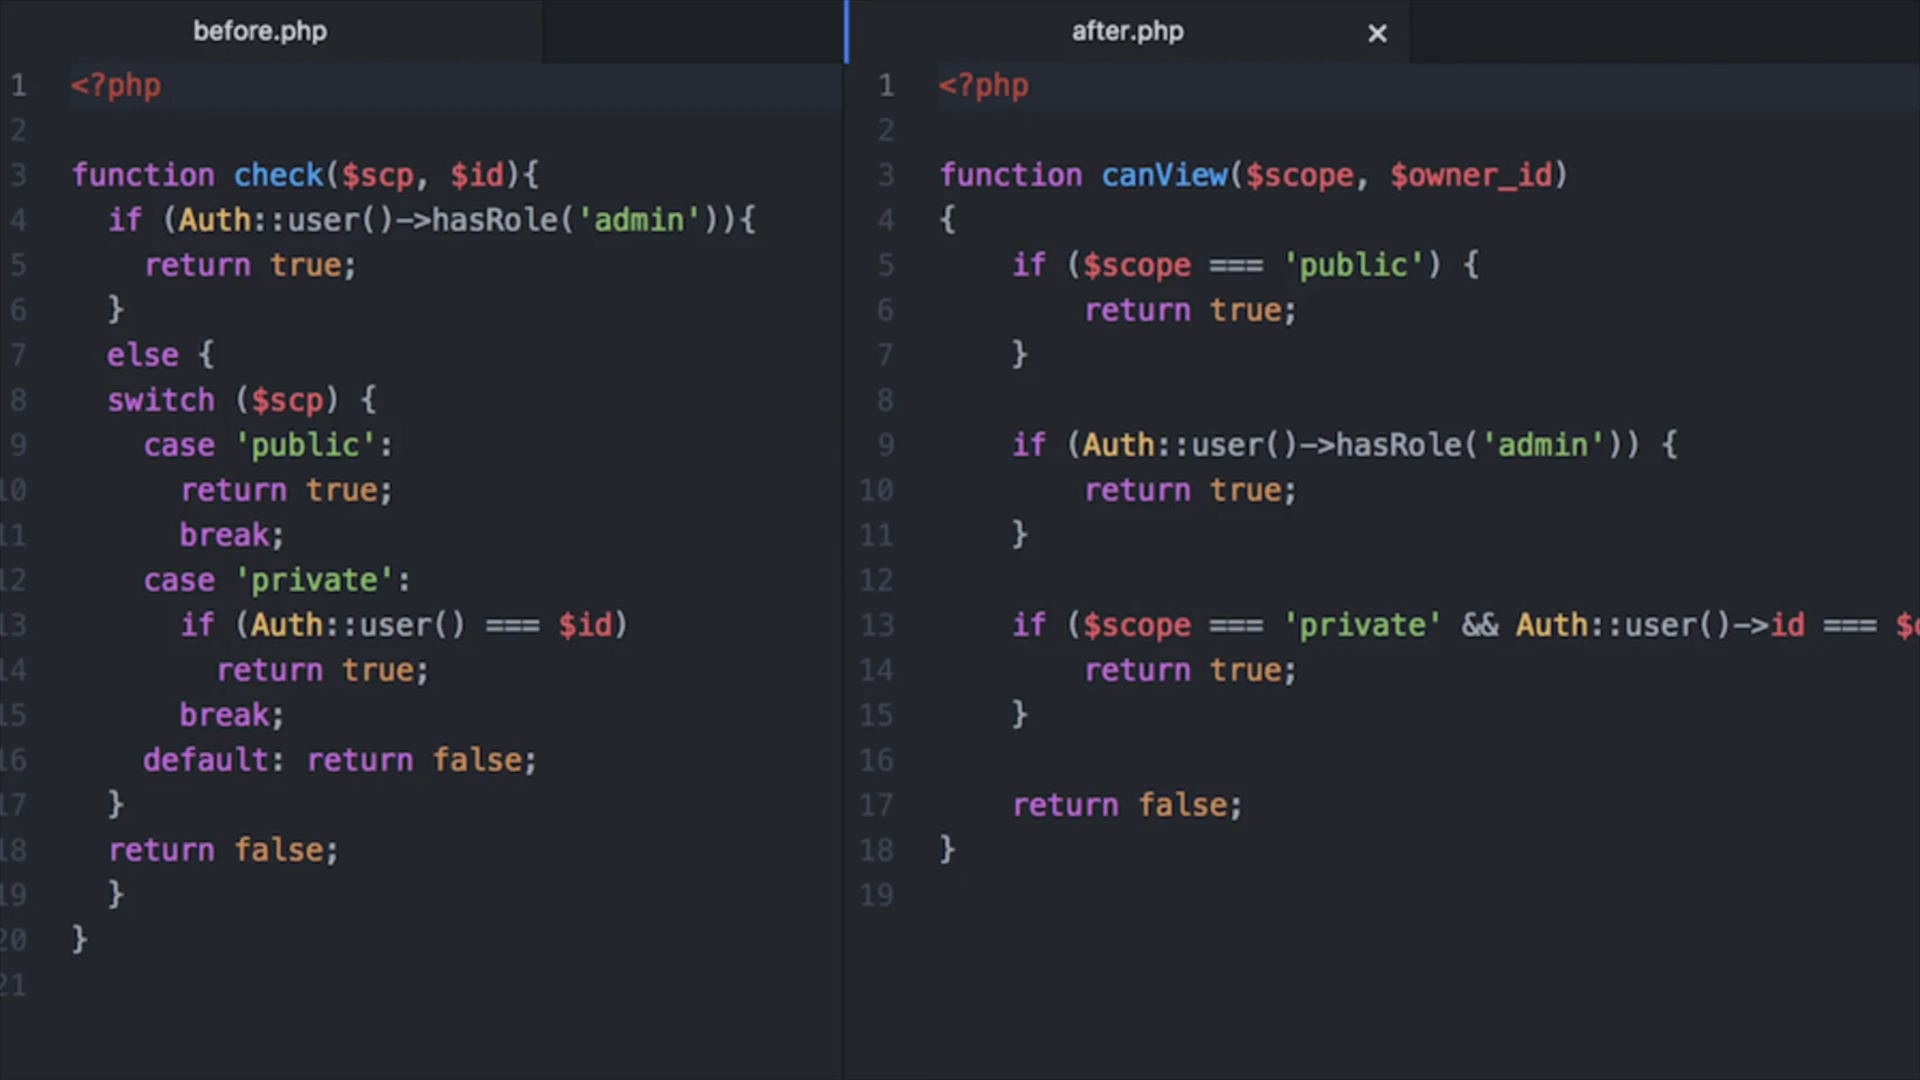 before.php
1 <?php
2
3 function check($scp, $id){
4   if (Auth::user()->hasRole('admin')){
5     return true;
6   }
7   else {
8   switch ($scp) {
9     case 'public':
10       return true;
11       break;
12     case 'private':
13       if (Auth::user() === $id)
14         return true;
15       break;
16     default: return false;
17   }
18   return false;
19   }
20 }
21
after.php ×
1 <?php
2
3 function canView($scope, $owner_id)
4 {
5     if ($scope === 'public') {
6         return true;
7     }
8
9     if (Auth::user()->hasRole('admin')) {
10         return true;
11     }
12
13     if ($scope === 'private' && Auth::user()->id ===
14         return true;
15     }
16
17     return false;
18 }
19